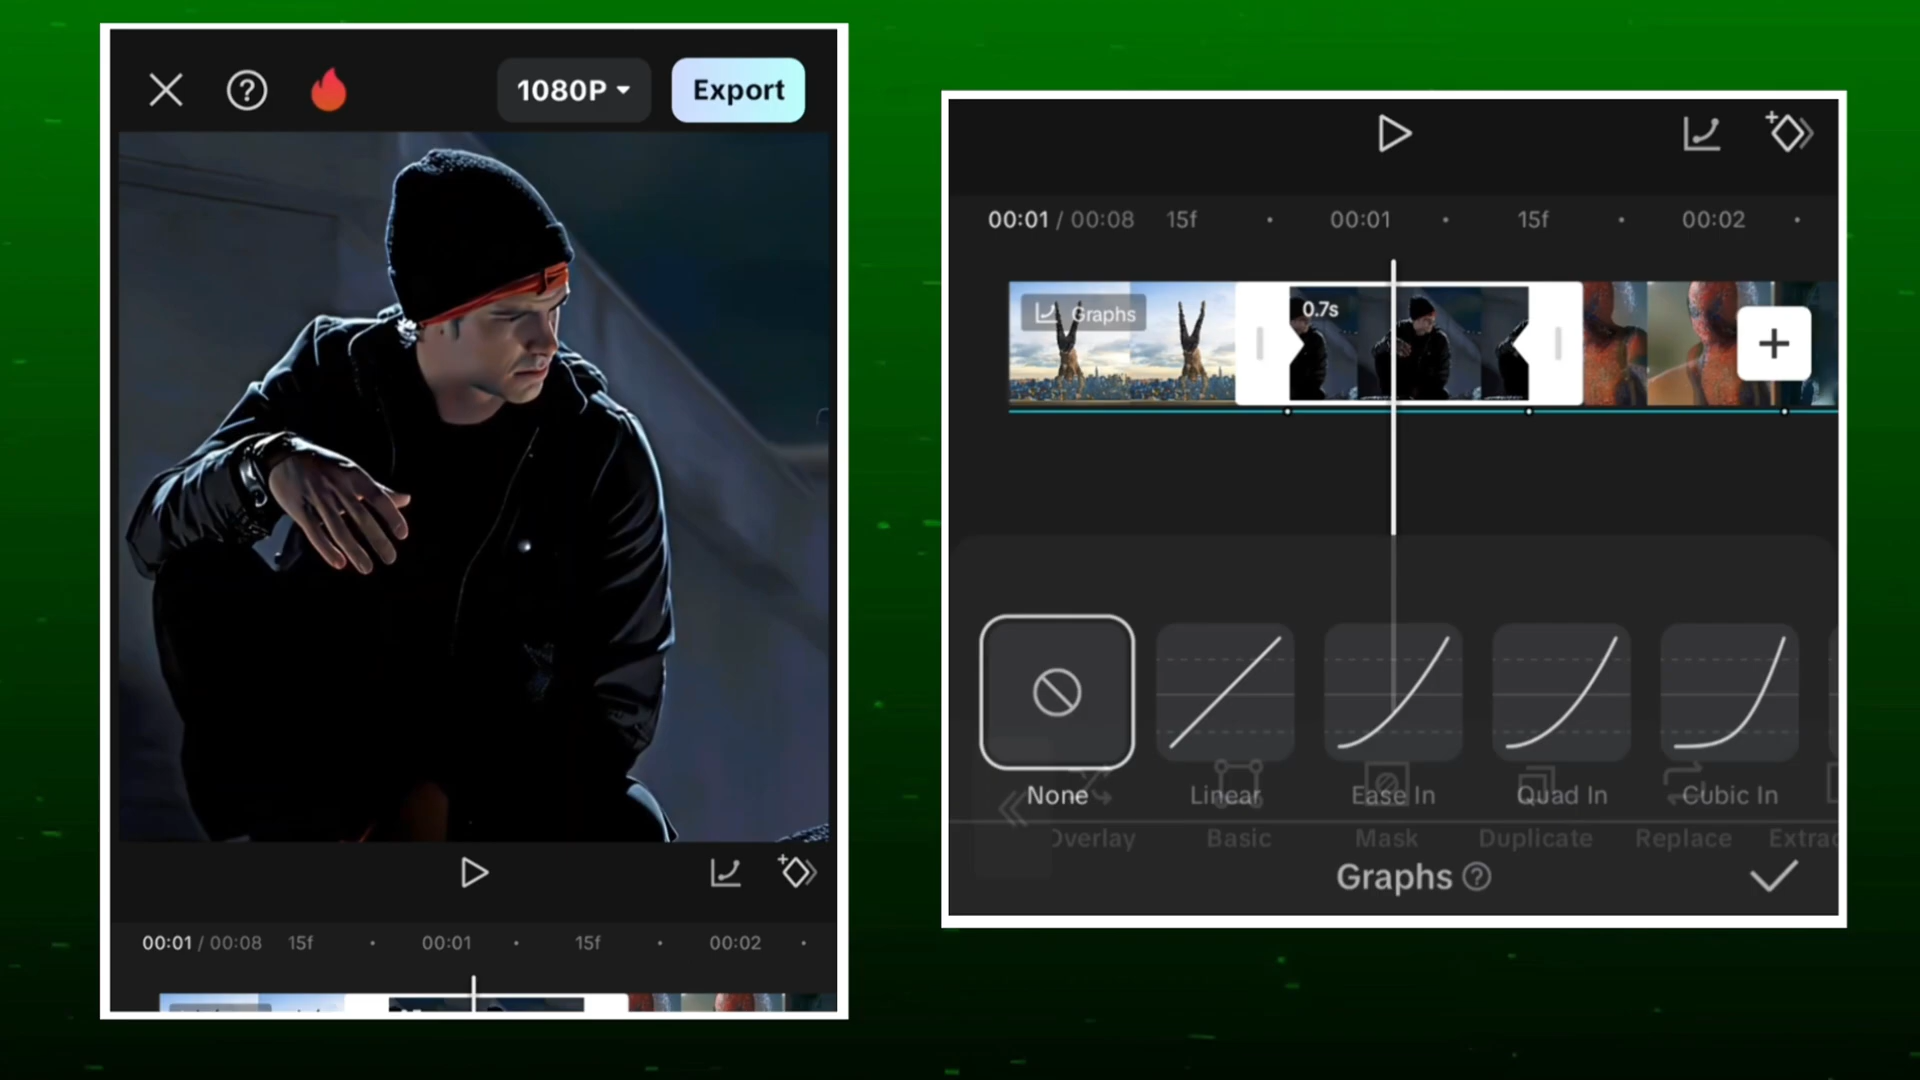 1080P Export
00:01 / 00:08 15f 00:01 15f 00:02
00:01 / 00:08 15f 00:01 15f 00:02
Graphs 0.7s
None Linear Ease In Quad In Cubic In
Overlay Basic Mask Duplicate Replace Extrac
Graphs